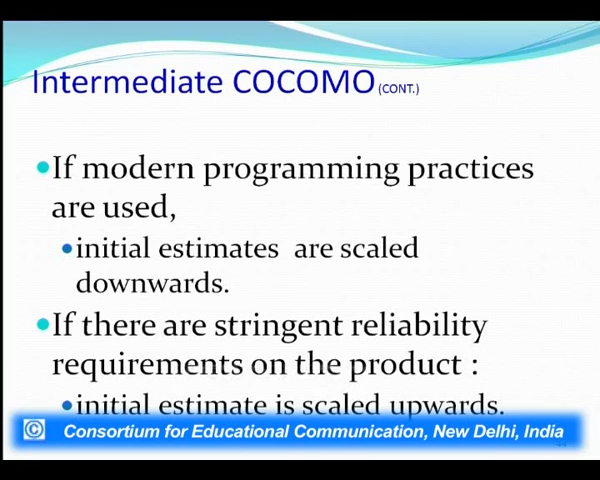 Intermediate COCOMO (CONT.)
•If modern programming practices
are used,
•initial estimates are scaled
downwards.
•If there are stringent reliability
requirements on the product :
•initial estimate is scaled upwards.
© Consortium for Educational Communication, New Delhi, India